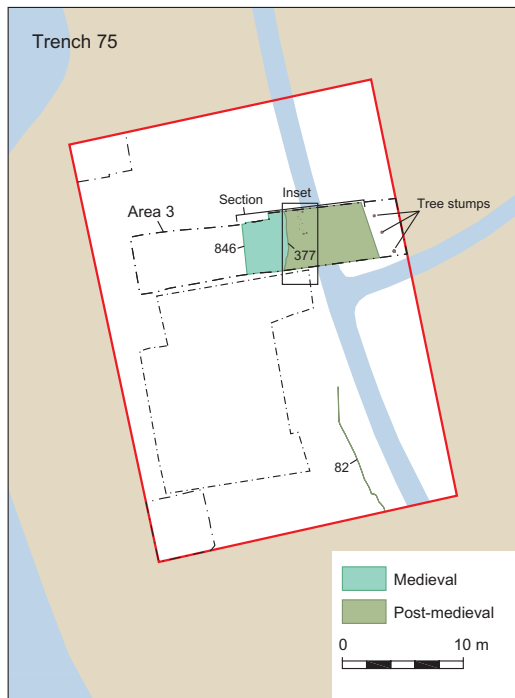 Trench 75
Inset
Section
Tree stumps
Area 3
846
377
82
Medieval
Post-medieval
0 10 m